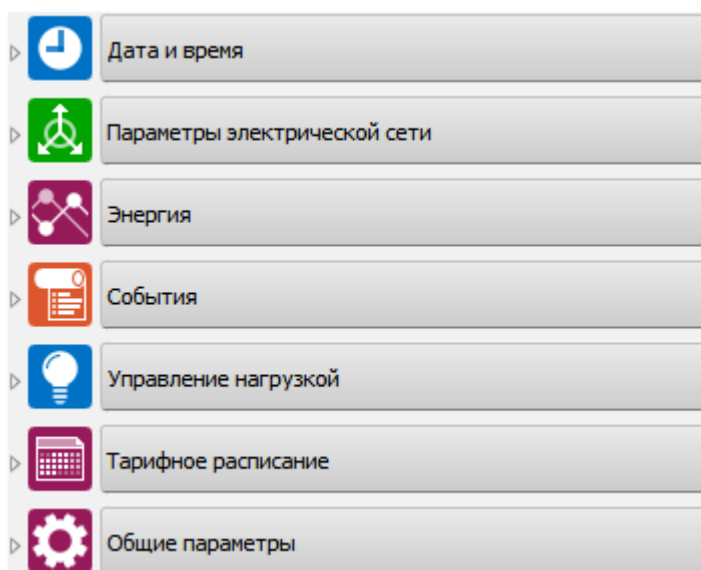 Дата и время
Параметры электрической сети
Энергия
События
Управление нагрузкой
Тарифное расписание
Общие параметры